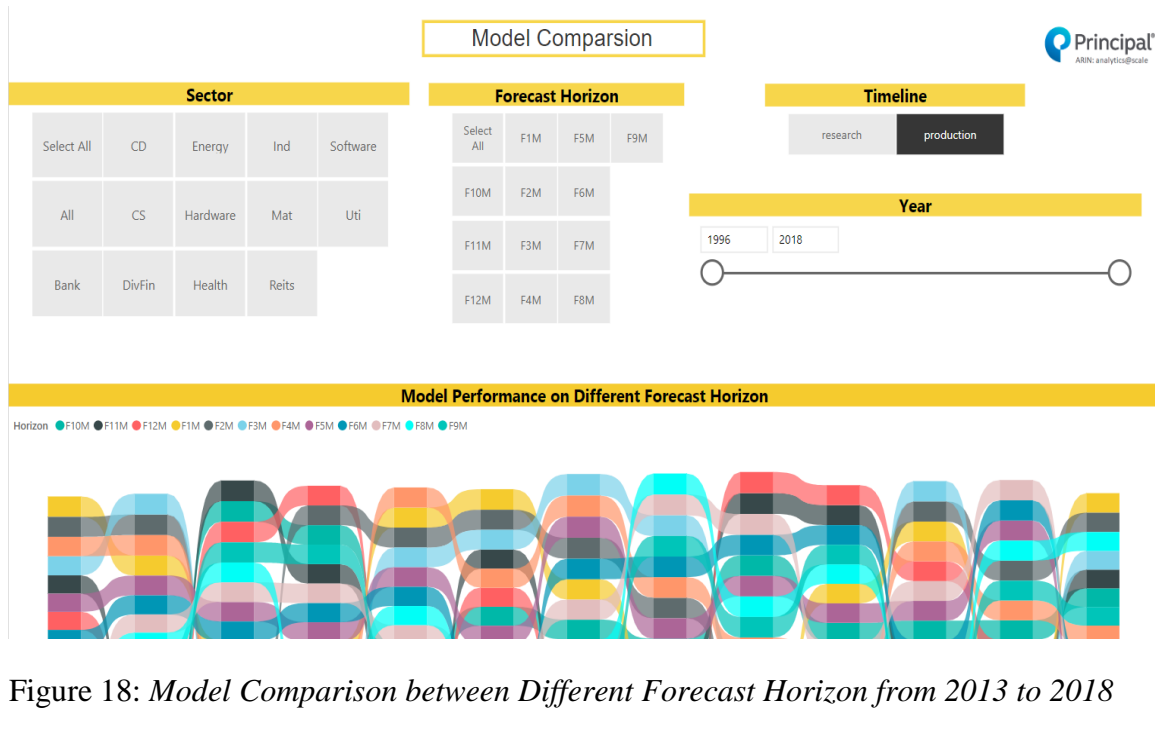 Model Comparsion
Principal®
ARIN: analytics@scale
Sector
Forecast Horizon
Timeline
Select All CD Energy Ind Software
All CS Hardware Mat Uti
Bank DivFin Health Reits
Select All F1M F5M F9M
F10M F2M F6M
F11M F3M F7M
F12M F4M F8M
research production
Year
1996 2018
Model Performance on Different Forecast Horizon
Horizon F10M F11M F12M F1M F2M F3M F4M F5M F6M F7M F8M F9M
Figure 18: Model Comparison between Different Forecast Horizon from 2013 to 2018